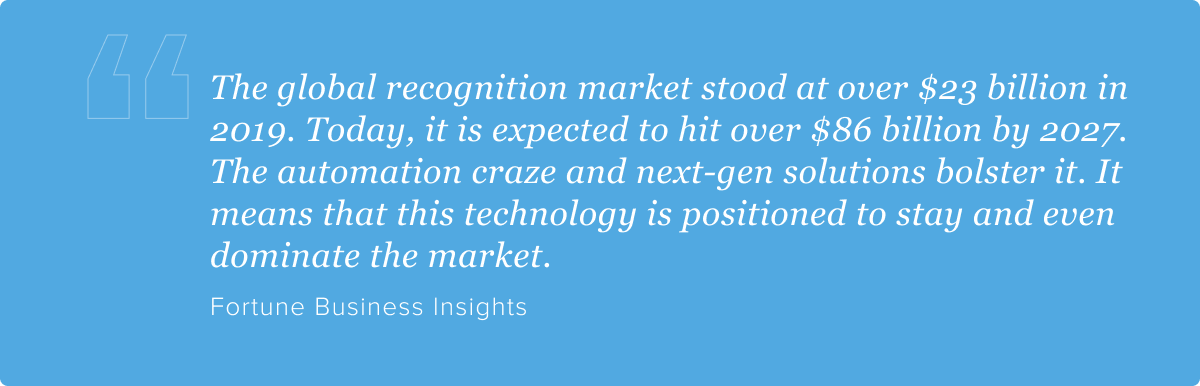 “
The global recognition market stood at over $23 billion in
2019. Today, it is expected to hit over $86 billion by 2027.
The automation craze and next-gen solutions bolster it. It
means that this technology is positioned to stay and even
dominate the market.
Fortune Business Insights